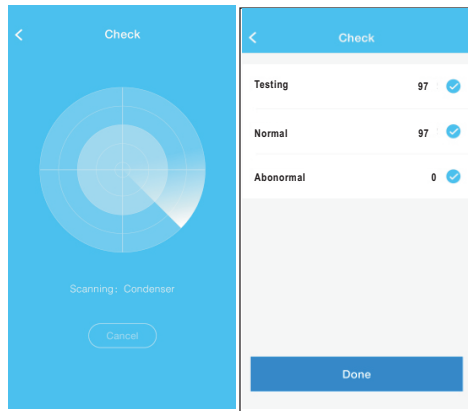 Check
Scanning: Condenser
Cancel
Check
Testing 97
Normal 97
Abonormal 0
Done